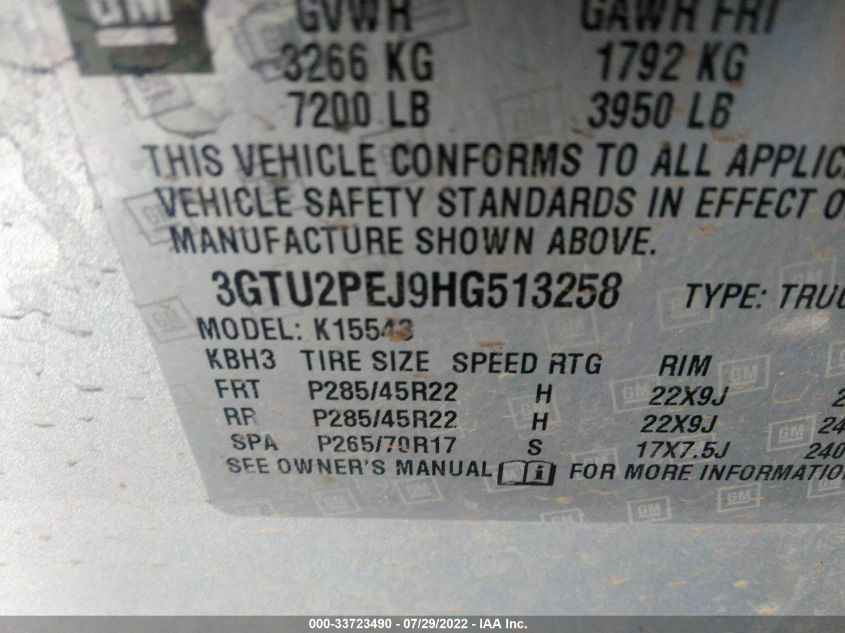 GM
GVWR GAWR FRT
3266 KG 1792 KG
7200 LB 3950 LB
THIS VEHICLE CONFORMS TO ALL
VEHICLE SAFETY STANDARDS IN EFFECT
MANUFACTURE SHOWN ABOVE.
3GTU2PEJ9HG513258 TYPE:
MODEL: K15543
KBH3 TIRE SIZE SPEED RTG RIM
FRT P285/45R22 H 22X9J
RR P285/45R22 H 22X9J
SPA P265/70R17 S 17X7.5J 240
SEE OWNER'S MANUAL i FOR MORE INFORMATION
000-33723490 - 07/29/2022 - IAA Inc.